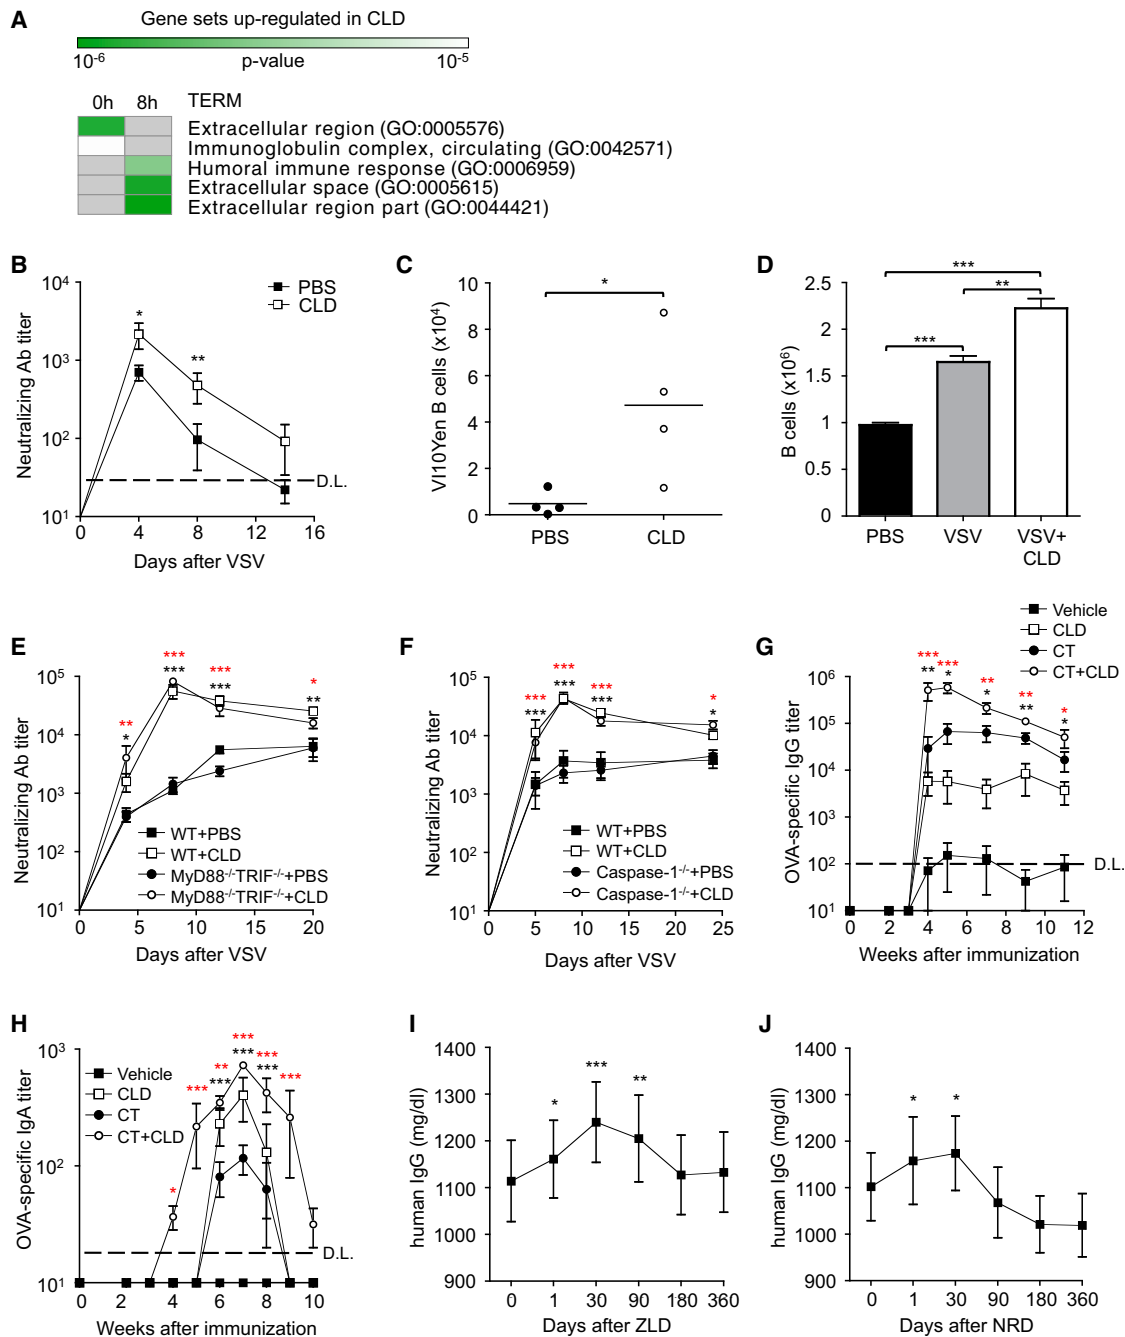 A
Gene sets up-regulated in CLD
10-6 p-value 10-5
0h 8h TERM
Extracellular region (GO:0005576)
Immunoglobulin complex, circulating (GO:0042571)
Humoral immune response (GO:0006959)
Extracellular space (GO:0005615)
Extracellular region part (GO:0044421)
B
Neutralizing Ab titer
104
103
102
101
PBS
CLD
*
**
D.L.
0 4 8 12 16
Days after VSV
C
VI10Yen B cells (x104)
10
8
6
4
2
0
*
PBS CLD
D
B cells (x106)
2.5
2
1.5
1
0.5
0
***
**
***
PBS VSV VSV+
CLD
E
Neutralizing Ab titer
105
104
103
102
101
*** *** *
*** *** **
**
*
WT+PBS
WT+CLD
MyD88-/-TRIF-/-+PBS
MyD88-/-TRIF-/-+CLD
0 5 10 15 20
Days after VSV
F
Neutralizing Ab titer
105
104
103
102
101
*** *** *** *
*** *** *** *
WT+PBS
WT+CLD
Caspase-1-/-+PBS
Caspase-1-/-+CLD
0 5 10 15 20 25
Days after VSV
G
Vehicle
CLD
CT
CT+CLD
OVA-specific IgG titer
106
105
104
103
102
101
*** *** ** ** *
** * * ** *
D.L.
0 2 4 6 8 10 12
Weeks after immunization
H
OVA-specific IgA titer
103
102
101
Vehicle
CLD
CT
CT+CLD
* *** ** *** *** ***
*** *** ***
D.L.
0 2 4 6 8 10
Weeks after immunization
I
human IgG (mg/dl)
1400
1300
1200
1100
1000
900
* *** **
0 1 30 90 180 360
Days after ZLD
J
human IgG (mg/dl)
1400
1300
1200
1100
1000
900
* *
0 1 30 90 180 360
Days after NRD